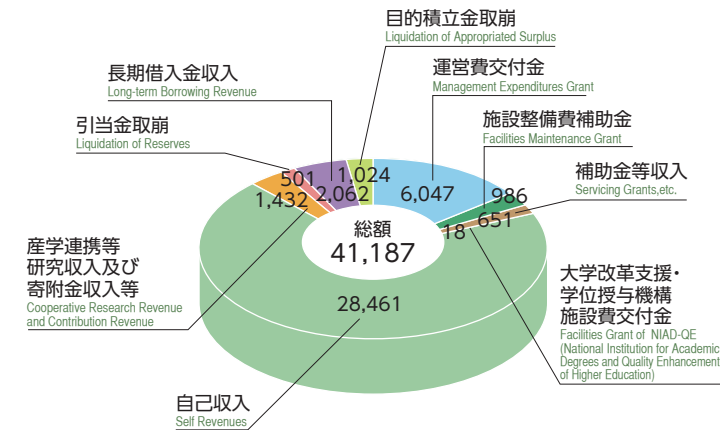 目的積立金取崩
Liquidation of Appropriated Surplus
運営費交付金
Management Expenditures Grant
長期借入金収入
Long-term Borrowing Revenue
施設整備費補助金
Facilities Maintenance Grant
引当金取崩
Liquidation of Reserves
補助金等収入
Servicing Grants,etc.
501
2,062
1,024
6,047
986
1,432
651
18
総額
41,187
28,461
産学連携等
研究収入及び
寄附金収入等
Cooperative Research Revenue
and Contribution Revenue
大学改革支援・
学位授与機構
施設費交付金
Facilities Grant of NIAD-QE
(National Institution for Academic
Degrees and Quality Enhancement
of Higher Education)
自己収入
Self Revenues